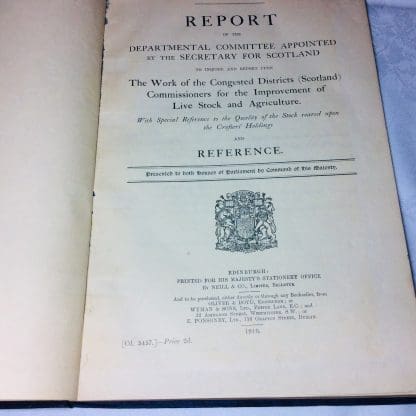 REPORT
OF THE
DEPARTMENTAL COMMITTEE APPOINTED
BY THE SECRETARY FOR SCOTLAND
TO INQUIRE AND REPORT UPON
The Work of the Congested Districts (Scotland)
Commissioners for the Improvement of
Live Stock and Agriculture.
With Special Reference to the Quality of the Stock reared upon
the Crofters' Holdings
AND
REFERENCE.
Presented to both Houses of Parliament by Command of His Majesty.
EDINBURGH:
PRINTED FOR HIS MAJESTY'S STATIONERY OFFICE
By NEILL & CO., Limited, Bellevue
And to be purchased, either directly or through any Bookseller, from
OLIVER & BOYD, Edinburgh; or
WYMAN & SONS, Ltd., Fetter Lane, E.C.; and
32 Abingdon Street, Westminster, S.W.; or
E. PONSONBY, Ltd., 116 Grafton Street, Dublin.
1910.
[Cd. 5457.]—Price 2d.